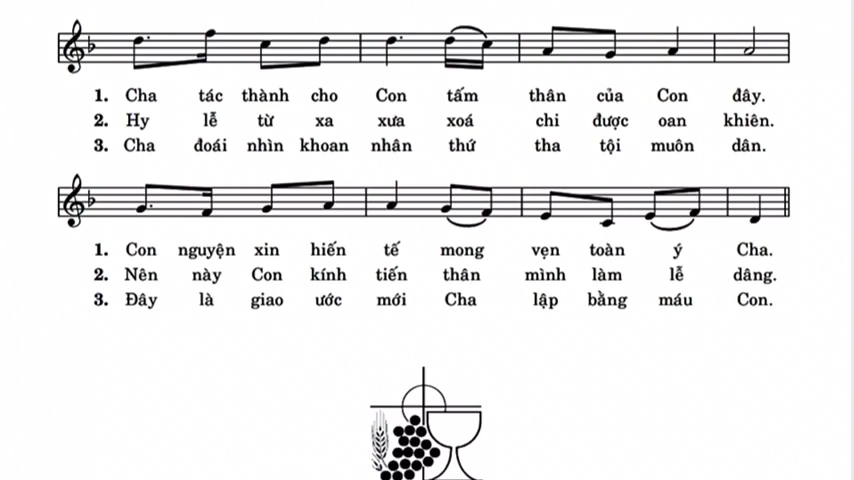 1. Cha tác thành cho Con tấm thân của Con đây.
2. Hy lễ từ xa xưa xoá chi được oan khiên.
3. Cha đoái nhìn khoan nhân thứ tha tội muôn dân.
1. Con nguyện xin hiến tế mong vẹn toàn ý Cha.
2. Nên này Con kính tiến thân mình làm lễ dâng.
3. Đây là giao ước mới Cha lập bằng máu Con.